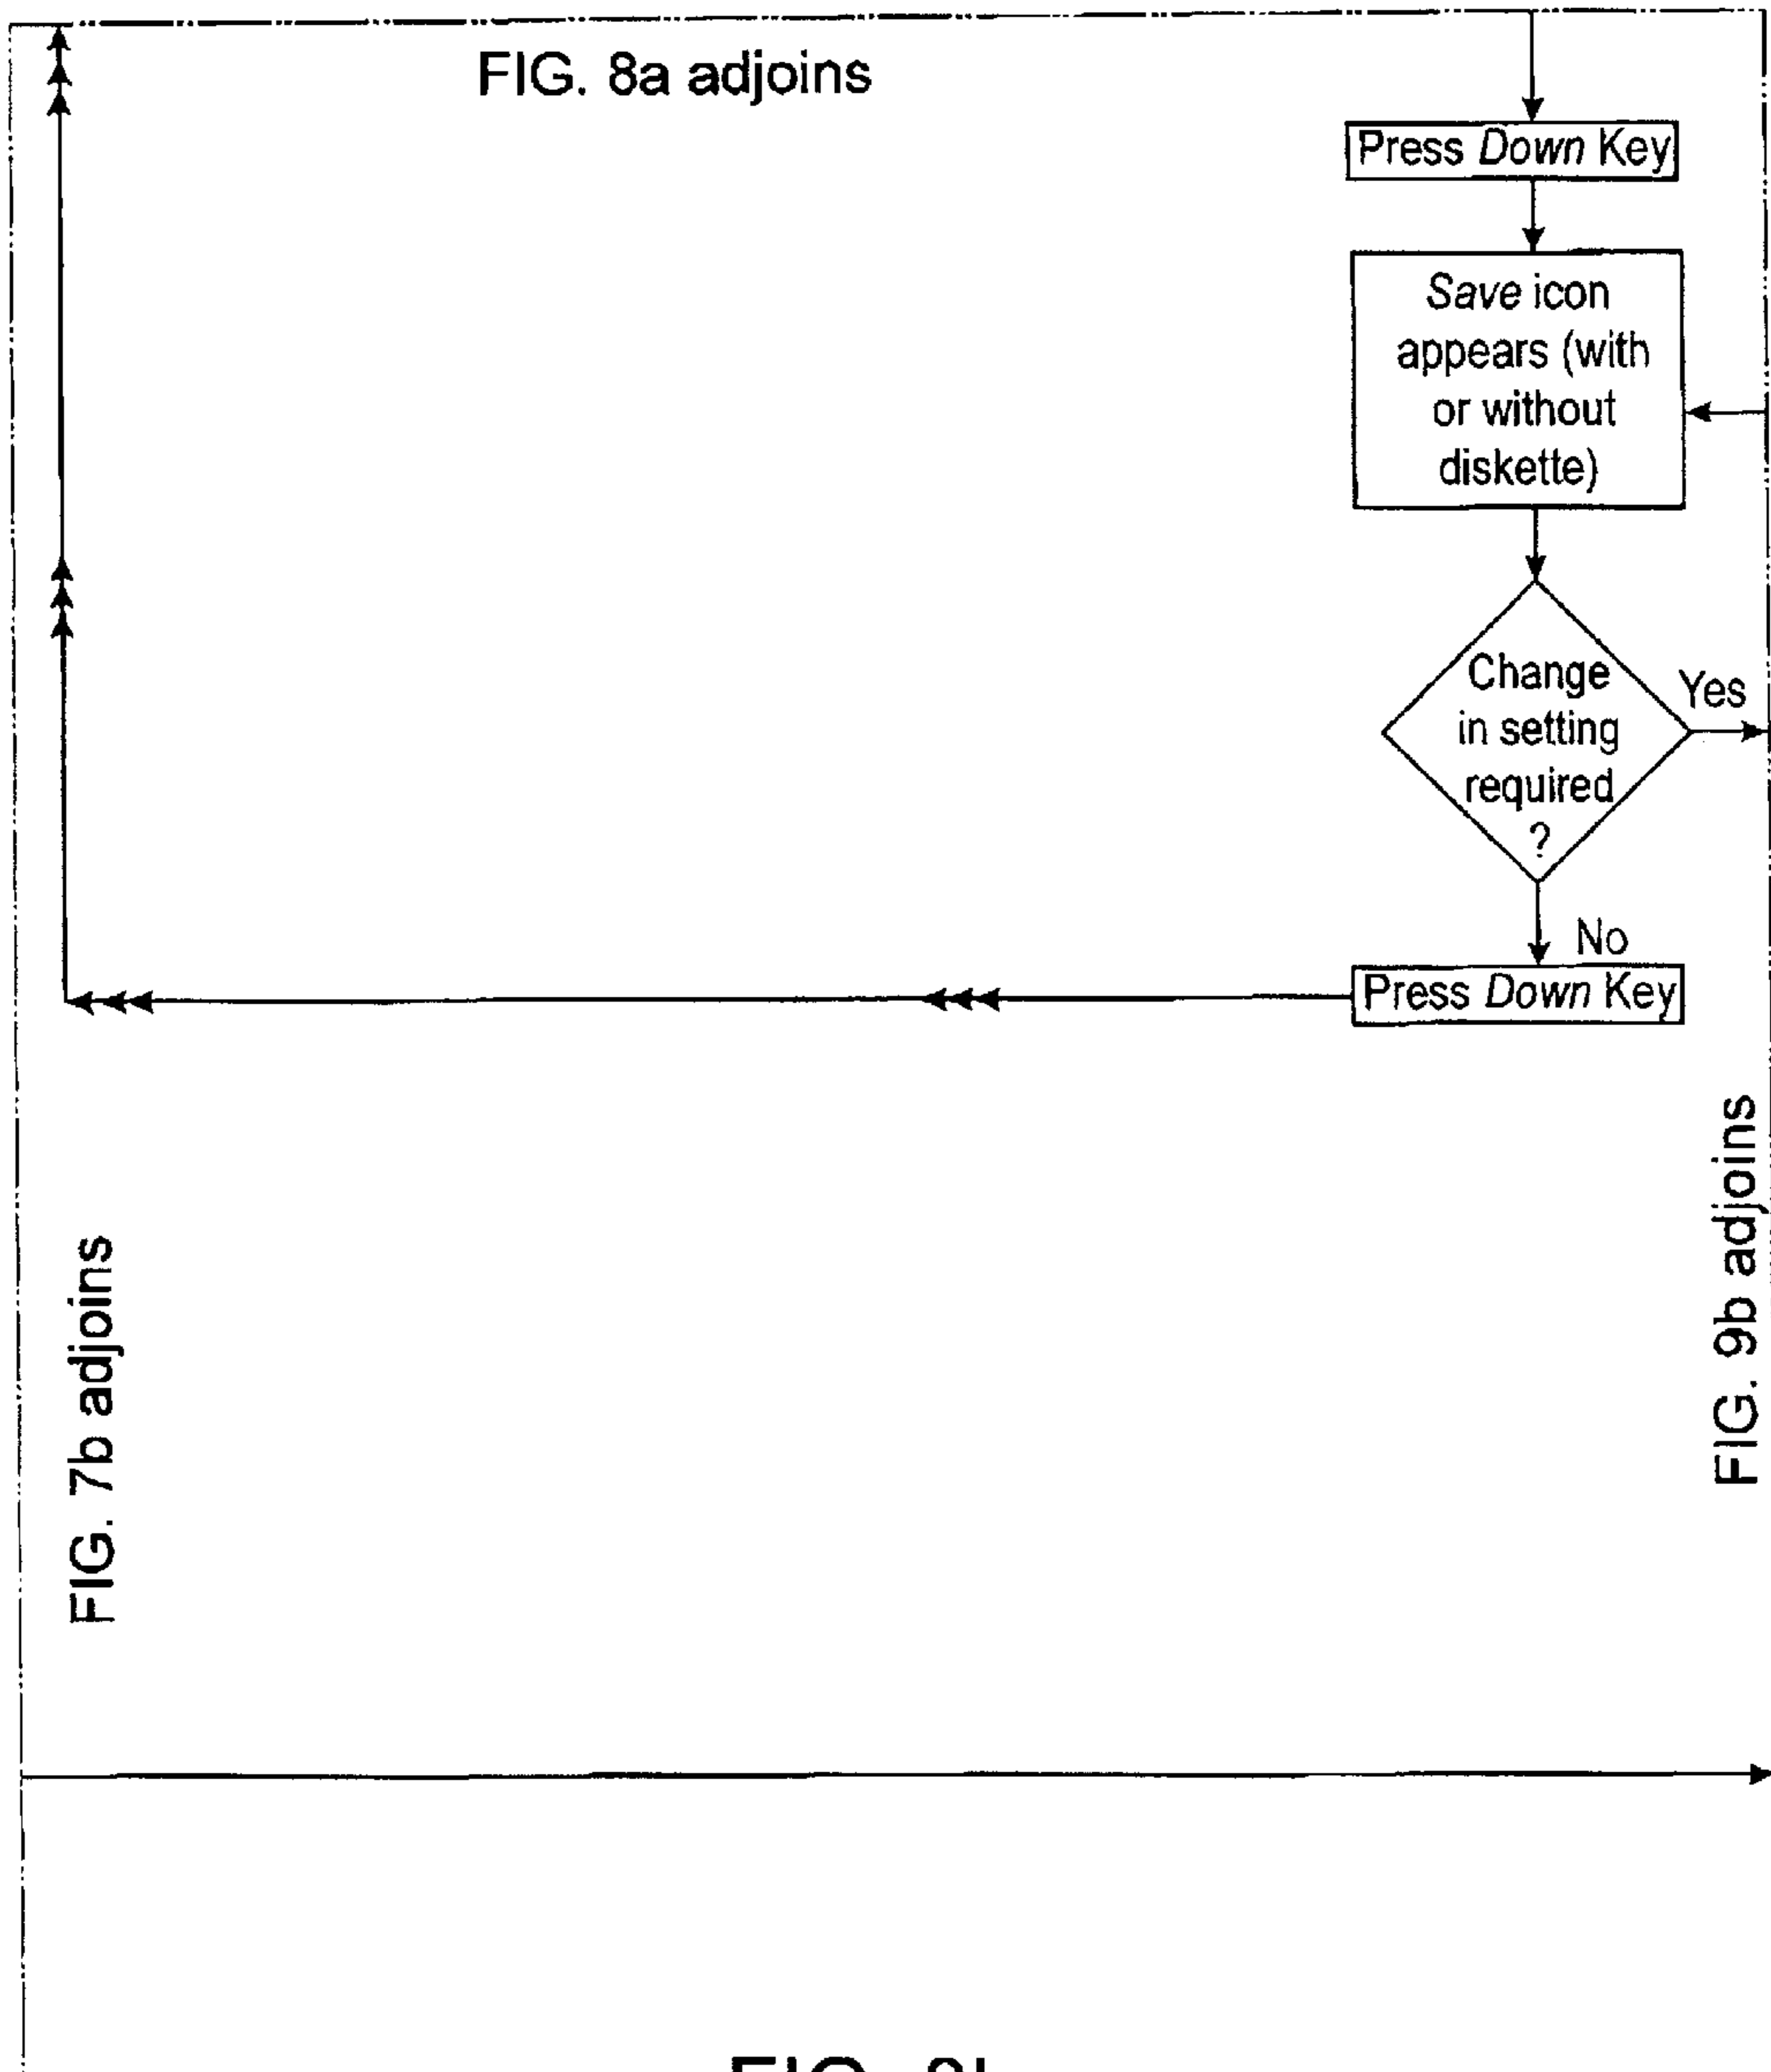 FIG. 8a adjoins
Press Down Key
Save icon
appears (with
or without
diskette)
Change
in setting
required
?
Yes
No
Press Down Key
FIG. 7b adjoins
FIG. 9b adjoins
FIG.